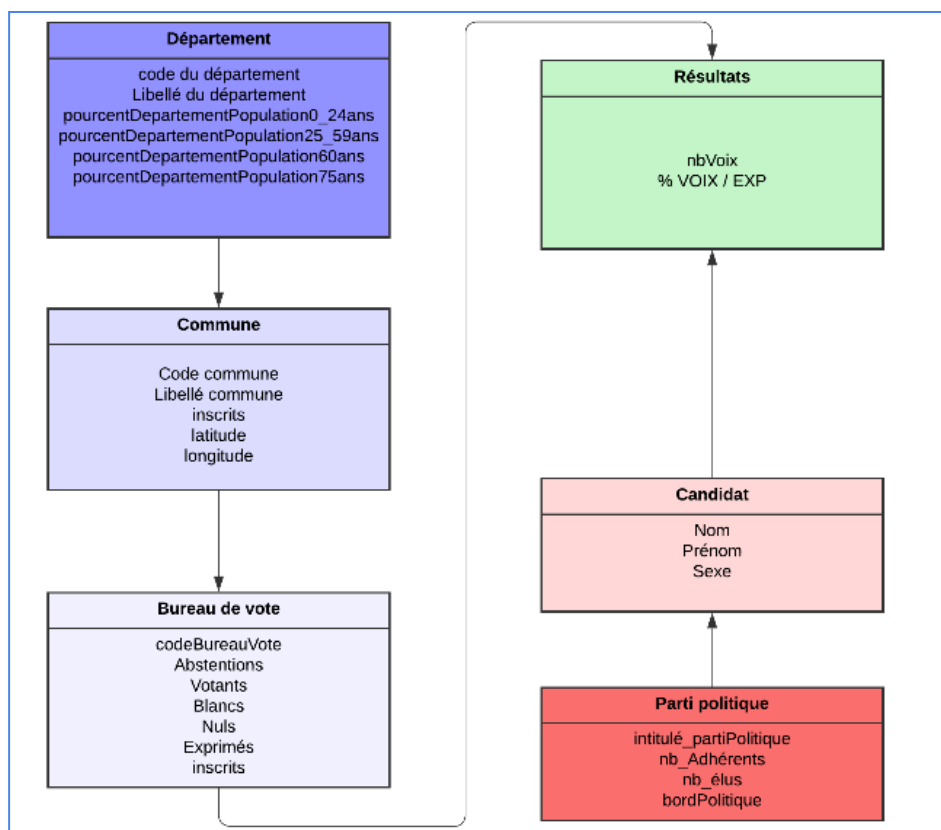 Département
code du département
Libellé du département
pourcentDepartementPopulation0_24ans
pourcentDepartementPopulation25_59ans
pourcentDepartementPopulation60ans
pourcentDepartementPopulation75ans
Commune
Code commune
Libellé commune
inscrits
latitude
longitude
Bureau de vote
codeBureauVote
Abstentions
Votants
Blancs
Nuls
Exprimés
inscrits
Résultats
nbVoix
% VOIX / EXP
Candidat
Nom
Prénom
Sexe
Parti politique
intitulé_partiPolitique
nb_Adhérents
nb_élus
bordPolitique